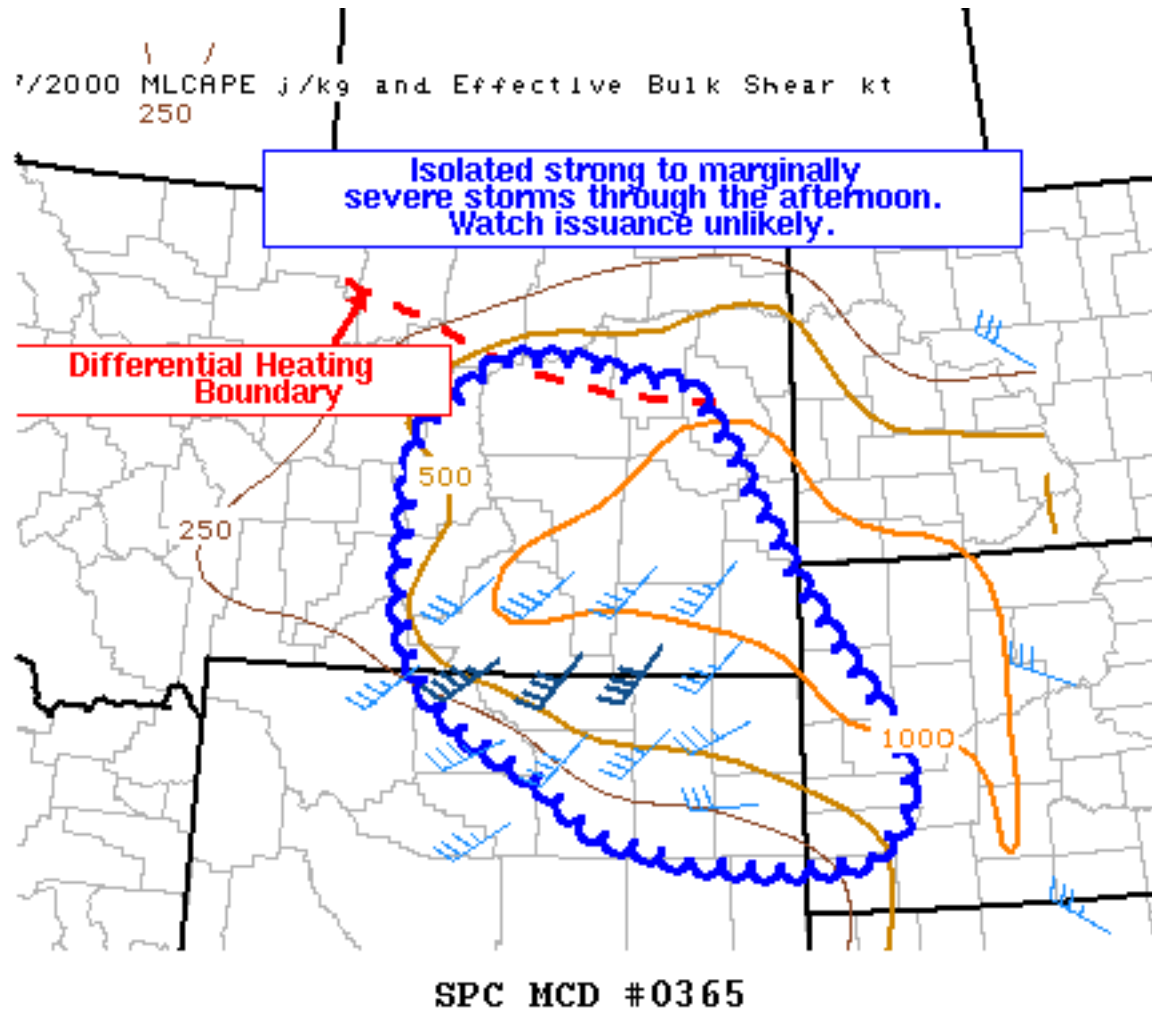 7/2000 MLCAPE j/kg and Effective Bulk Shear kt
250
Isolated strong to marginally
severe storms through the afternoon.
Watch issuance unlikely.
Differential Heating
Boundary
500
250
1000
SPC MCD #0365